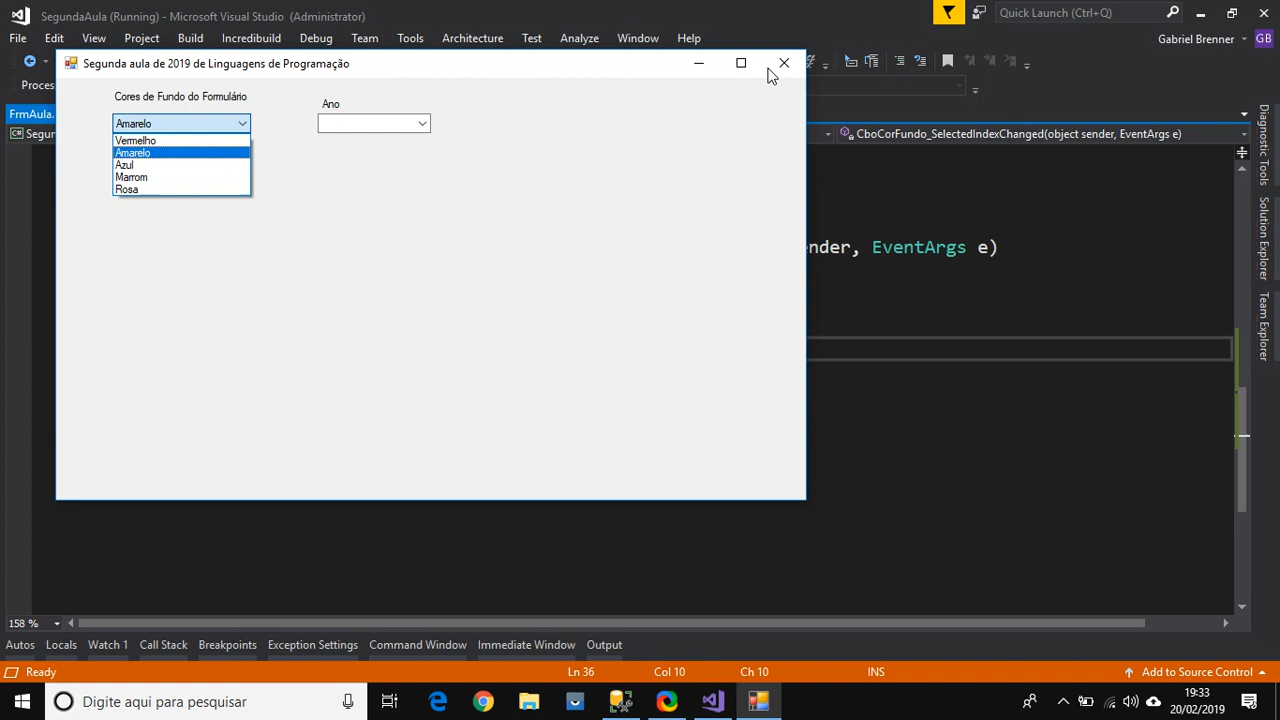 SegundaAula (Running) - Microsoft Visual Studio (Administrator)
Quick Launch (Ctrl+Q)
File Edit View Project Build Incredibuild Debug Team Tools Architecture Test Analyze Window Help
Gabriel Brenner GB
Segunda aula de 2019 de Linguagens de Programação
Proces
Cores de Fundo do Formulário
Ano
FrmAula.
Amarelo
Segun
CboCorFundo_SelectedIndexChanged(object sender, EventArgs e)
Vermelho
Amarelo
Azul
Marrom
Rosa
Diagnostic Tools
Solution Explorer
Team Explorer
ender, EventArgs e)
158 %
Autos Locals Watch 1 Call Stack Breakpoints Exception Settings Command Window Immediate Window Output
Ready Ln 36 Col 10 Ch 10 INS Add to Source Control
Digite aqui para pesquisar
19:33
20/02/2019